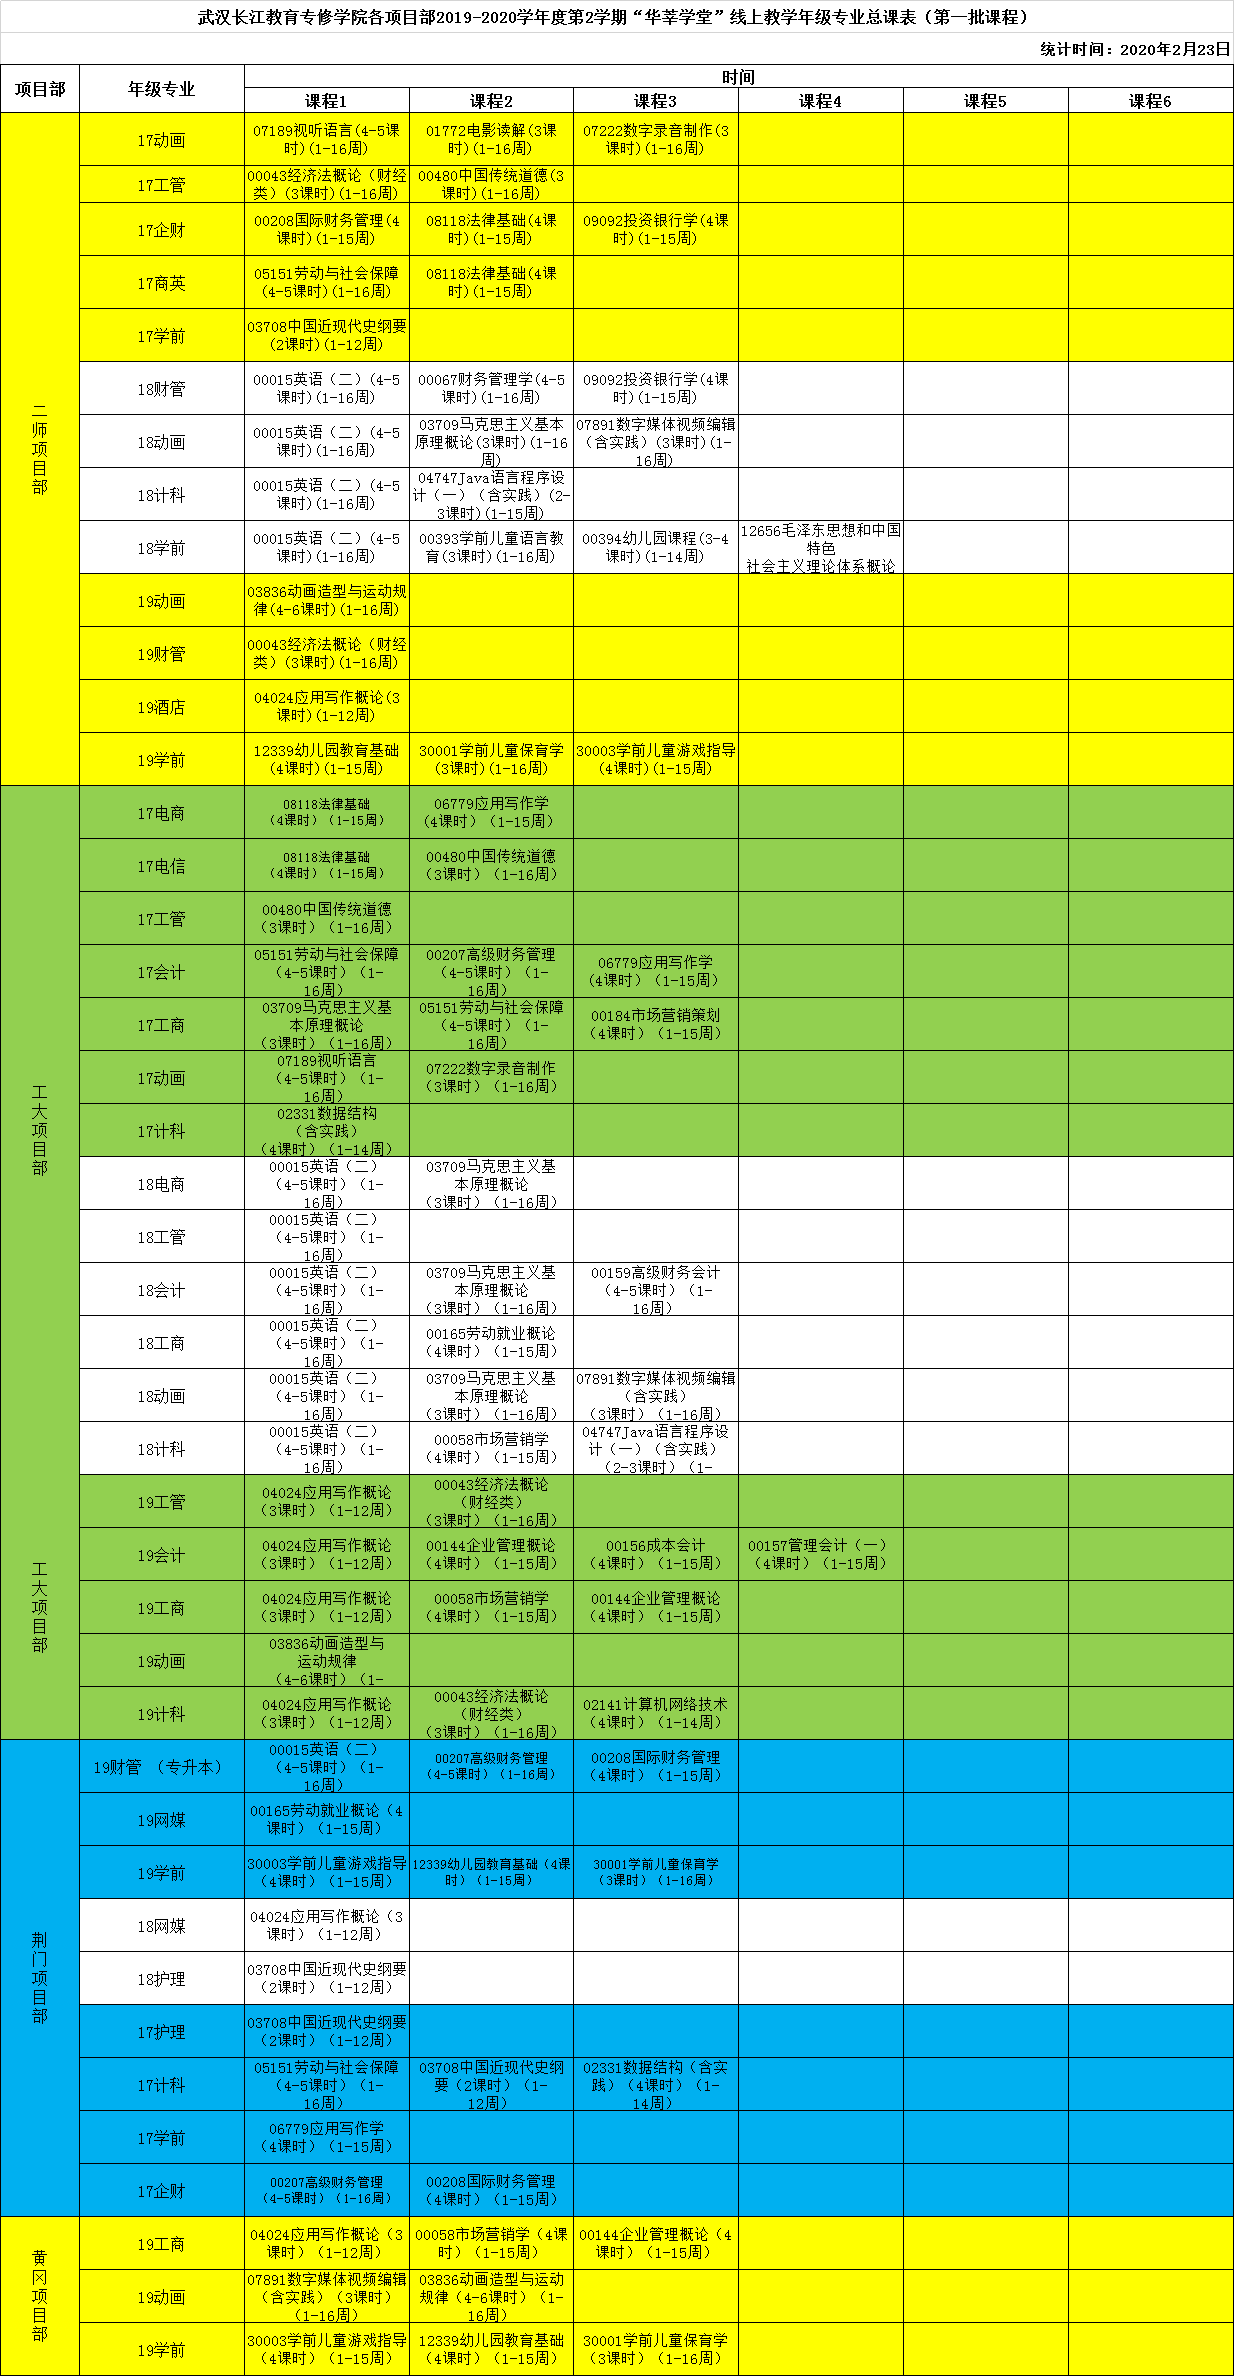 武汉长江教育专修学院各项目部2019-2020学年度第2学期“华莘学堂”线上教学年级专业总课表（第一批课程）
统计时间：2020年2月23日
项目部 年级专业 时间
课程1 课程2 课程3 课程4 课程5 课程6
二师项目部
17动画 07189视听语言(4-5课时)(1-16周) 01772电影读解(3课时)(1-16周) 07222数字录音制作(3课时)(1-16周)
17工管 00043经济法概论（财经类）(3课时)(1-16周) 00480中国传统道德(3课时)(1-16周)
17企财 00208国际财务管理(4课时)(1-15周) 08118法律基础(4课时)(1-15周) 09092投资银行学(4课时)(1-15周)
17商英 05151劳动与社会保障(4-5课时)(1-16周) 08118法律基础(4课时)(1-15周)
17学前 03708中国近现代史纲要(2课时)(1-12周)
18财管 00015英语（二）(4-5课时)(1-16周) 00067财务管理学(4-5课时)(1-16周) 09092投资银行学(4课时)(1-15周)
18动画 00015英语（二）(4-5课时)(1-16周) 03709马克思主义基本原理概论(3课时)(1-16周) 07891数字媒体视频编辑（含实践）(3课时)(1-16周)
18计科 00015英语（二）(4-5课时)(1-16周) 04747Java语言程序设计（一）（含实践）(2-3课时)(1-15周)
18学前 00015英语（二）(4-5课时)(1-16周) 00393学前儿童语言教育(3课时)(1-16周) 00394幼儿园课程(3-4课时)(1-14周) 12656毛泽东思想和中国特色社会主义理论体系概论
19动画 03836动画造型与运动规律(4-6课时)(1-16周)
19财管 00043经济法概论（财经类）(3课时)(1-16周)
19酒店 04024应用写作概论(3课时)(1-12周)
19学前 12339幼儿园教育基础(4课时)(1-15周) 30001学前儿童保育学(3课时)(1-16周) 30003学前儿童游戏指导(4课时)(1-15周)
工大项目部
17电商 08118法律基础（4课时）（1-15周） 06779应用写作学（4课时）（1-15周）
17电信 08118法律基础（4课时）（1-15周） 00480中国传统道德（3课时）（1-16周）
17工管 00480中国传统道德（3课时）（1-16周）
17会计 05151劳动与社会保障（4-5课时）（1-16周） 00207高级财务管理（4-5课时）（1-16周） 06779应用写作学（4课时）（1-15周）
17工商 03709马克思主义基本原理概论（3课时）（1-16周） 05151劳动与社会保障（4-5课时）（1-16周） 00184市场营销策划（4课时）（1-15周）
17动画 07189视听语言（4-5课时）（1-16周） 07222数字录音制作（3课时）（1-16周）
17计科 02331数据结构（含实践）（4课时）（1-14周）
18电商 00015英语（二）（4-5课时）（1-16周） 03709马克思主义基本原理概论（3课时）（1-16周）
18工管 00015英语（二）（4-5课时）（1-16周）
18会计 00015英语（二）（4-5课时）（1-16周） 03709马克思主义基本原理概论（3课时）（1-16周） 00159高级财务会计（4-5课时）（1-16周）
18工商 00015英语（二）（4-5课时）（1-16周） 00165劳动就业概论（4课时）（1-15周）
18动画 00015英语（二）（4-5课时）（1-16周） 03709马克思主义基本原理概论（3课时）（1-16周） 07891数字媒体视频编辑（含实践）（3课时）（1-16周）
18计科 00015英语（二）（4-5课时）（1-16周） 00058市场营销学（4课时）（1-15周） 04747Java语言程序设计（一）（含实践）（2-3课时）（1-
工大项目部
19工管 04024应用写作概论（3课时）（1-12周） 00043经济法概论（财经类）（3课时）（1-16周）
19会计 04024应用写作概论（3课时）（1-12周） 00144企业管理概论（4课时）（1-15周） 00156成本会计（4课时）（1-15周） 00157管理会计（一）（4课时）（1-15周）
19工商 04024应用写作概论（3课时）（1-12周） 00058市场营销学（4课时）（1-15周） 00144企业管理概论（4课时）（1-15周）
19动画 03836动画造型与运动规律（4-6课时）（1-
19计科 04024应用写作概论（3课时）（1-12周） 00043经济法概论（财经类）（3课时）（1-16周） 02141计算机网络技术（4课时）（1-14周）
荆门项目部
19财管 （专升本） 00015英语（二）（4-5课时）（1-16周） 00207高级财务管理（4-5课时）（1-16周） 00208国际财务管理（4课时）（1-15周）
19网媒 00165劳动就业概论（4课时）（1-15周）
19学前 30003学前儿童游戏指导（4课时）（1-15周） 12339幼儿园教育基础（4课时）（1-15周） 30001学前儿童保育学（3课时）（1-16周）
18网媒 04024应用写作概论（3课时）（1-12周）
18护理 03708中国近现代史纲要（2课时）（1-12周）
17护理 03708中国近现代史纲要（2课时）（1-12周）
17计科 05151劳动与社会保障（4-5课时）（1-16周） 03708中国近现代史纲要（2课时）（1-12周） 02331数据结构（含实践）（4课时）（1-14周）
17学前 06779应用写作学（4课时）（1-15周）
17企财 00207高级财务管理（4-5课时）（1-16周） 00208国际财务管理（4课时）（1-15周）
黄冈项目部
19工商 04024应用写作概论（3课时）（1-12周） 00058市场营销学（4课时）（1-15周） 00144企业管理概论（4课时）（1-15周）
19动画 07891数字媒体视频编辑（含实践）（3课时）（1-16周） 03836动画造型与运动规律（4-6课时）（1-16周）
19学前 30003学前儿童游戏指导（4课时）（1-15周） 12339幼儿园教育基础（4课时）（1-15周） 30001学前儿童保育学（3课时）（1-16周）